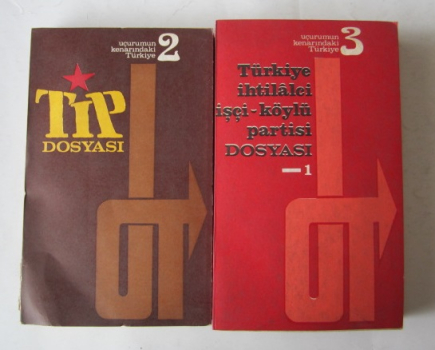 uçurumun
kenarındaki
Türkiye
2
TİP
DOSYASI
uçurumun
kenarındaki
Türkiye
3
Türkiye
ihtilâlci
işçi-köylü
partisi
DOSYASI
—1